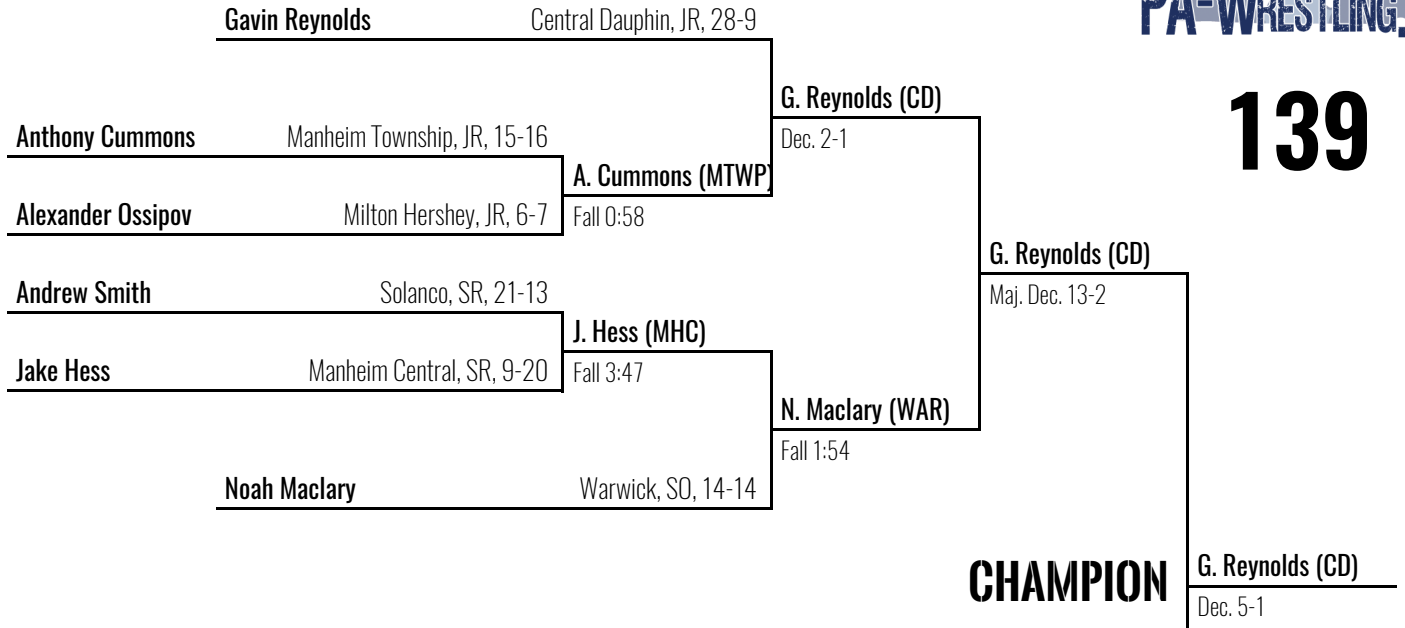 PA-WRESTLING.
139
Gavin Reynolds Central Dauphin, JR, 28-9
G. Reynolds (CD)
Dec. 2-1
Anthony Cummons Manheim Township, JR, 15-16
A. Cummons (MTWP)
Fall 0:58
Alexander Ossipov Milton Hershey, JR, 6-7
G. Reynolds (CD)
Maj. Dec. 13-2
Andrew Smith Solanco, SR, 21-13
J. Hess (MHC)
Fall 3:47
Jake Hess Manheim Central, SR, 9-20
N. Maclary (WAR)
Fall 1:54
Noah Maclary Warwick, SO, 14-14
CHAMPION
G. Reynolds (CD)
Dec. 5-1